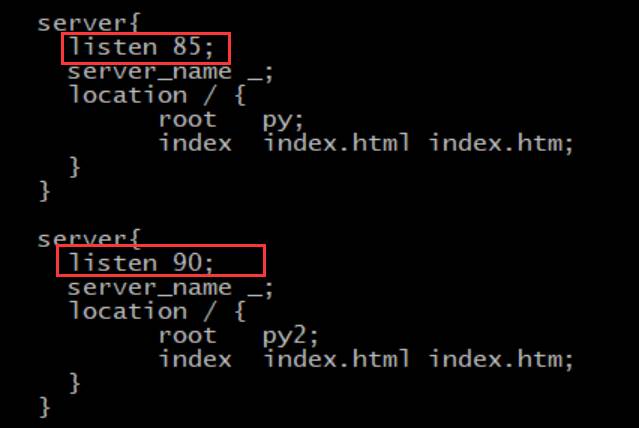 server{
listen 85;
server_name _;
location / {
root py;
index index.html index.htm;
}
}
server{
listen 90;
server_name _;
location / {
root py2;
index index.html index.htm;
}
}